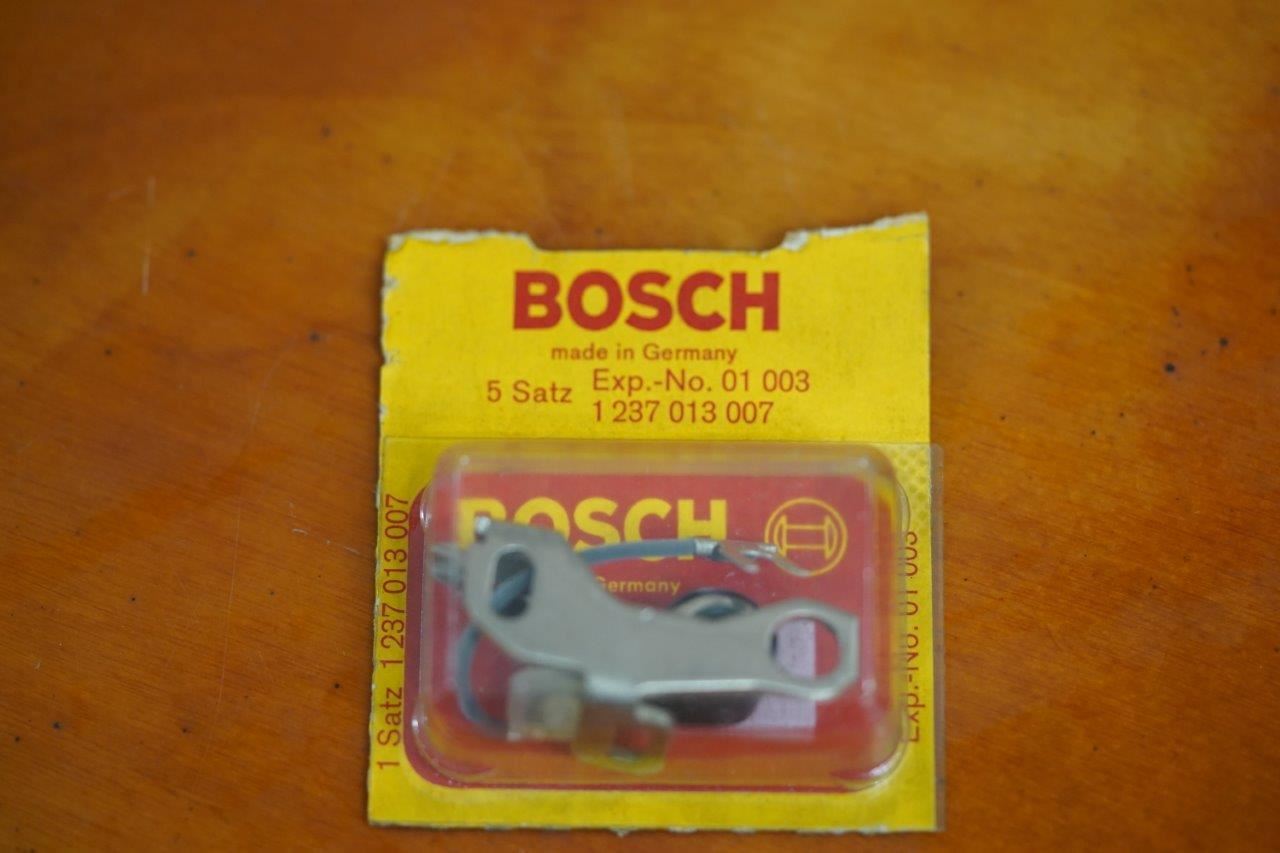 BOSCH
made in Germany
5 Satz Exp.-No. 01 003
1 237 013 007
BOSCH
Germany
1 Satz 1 237 013 007
Exp.-No. 01 003